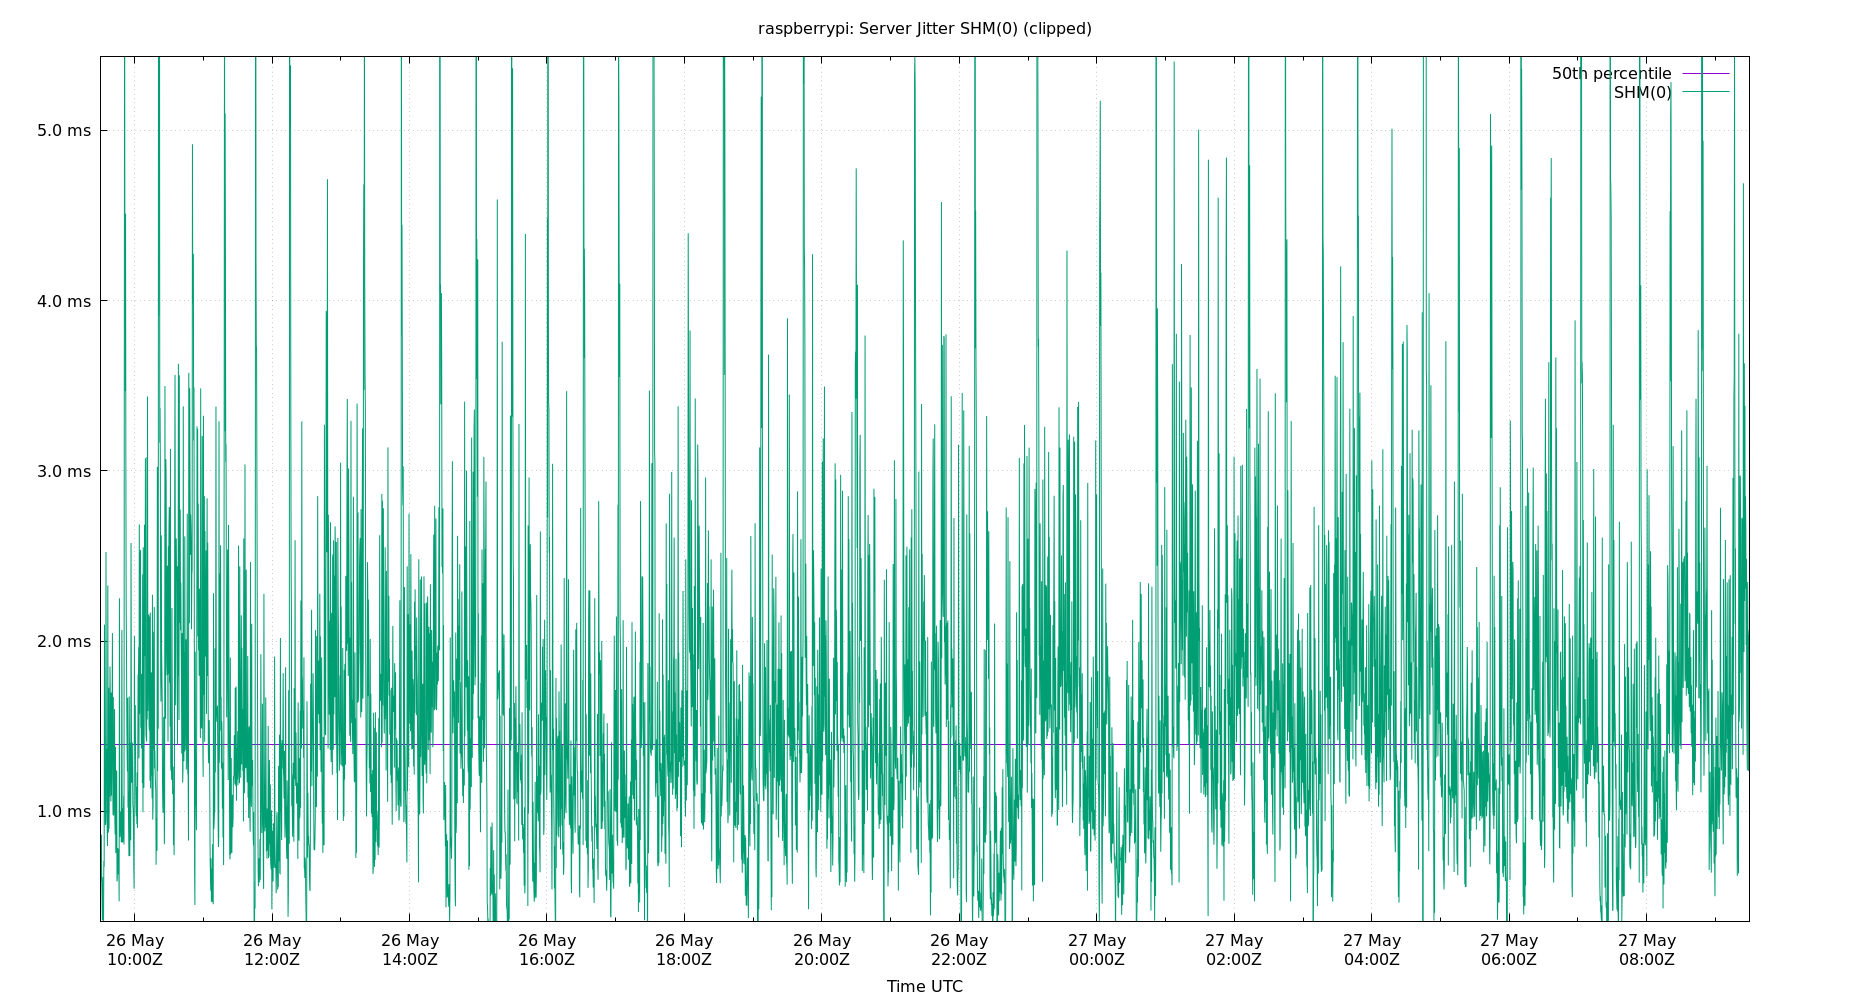 raspberrypi: Server Jitter SHM(0) (clipped)
50th percentile
SHM(0)
5.0 ms
4.0 ms
3.0 ms
2.0 ms
1.0 ms
26 May 26 May 26 May 26 May 26 May 26 May 26 May 27 May 27 May 27 May 27 May 27 May
10:00Z 12:00Z 14:00Z 16:00Z 18:00Z 20:00Z 22:00Z 00:00Z 02:00Z 04:00Z 06:00Z 08:00Z
Time UTC